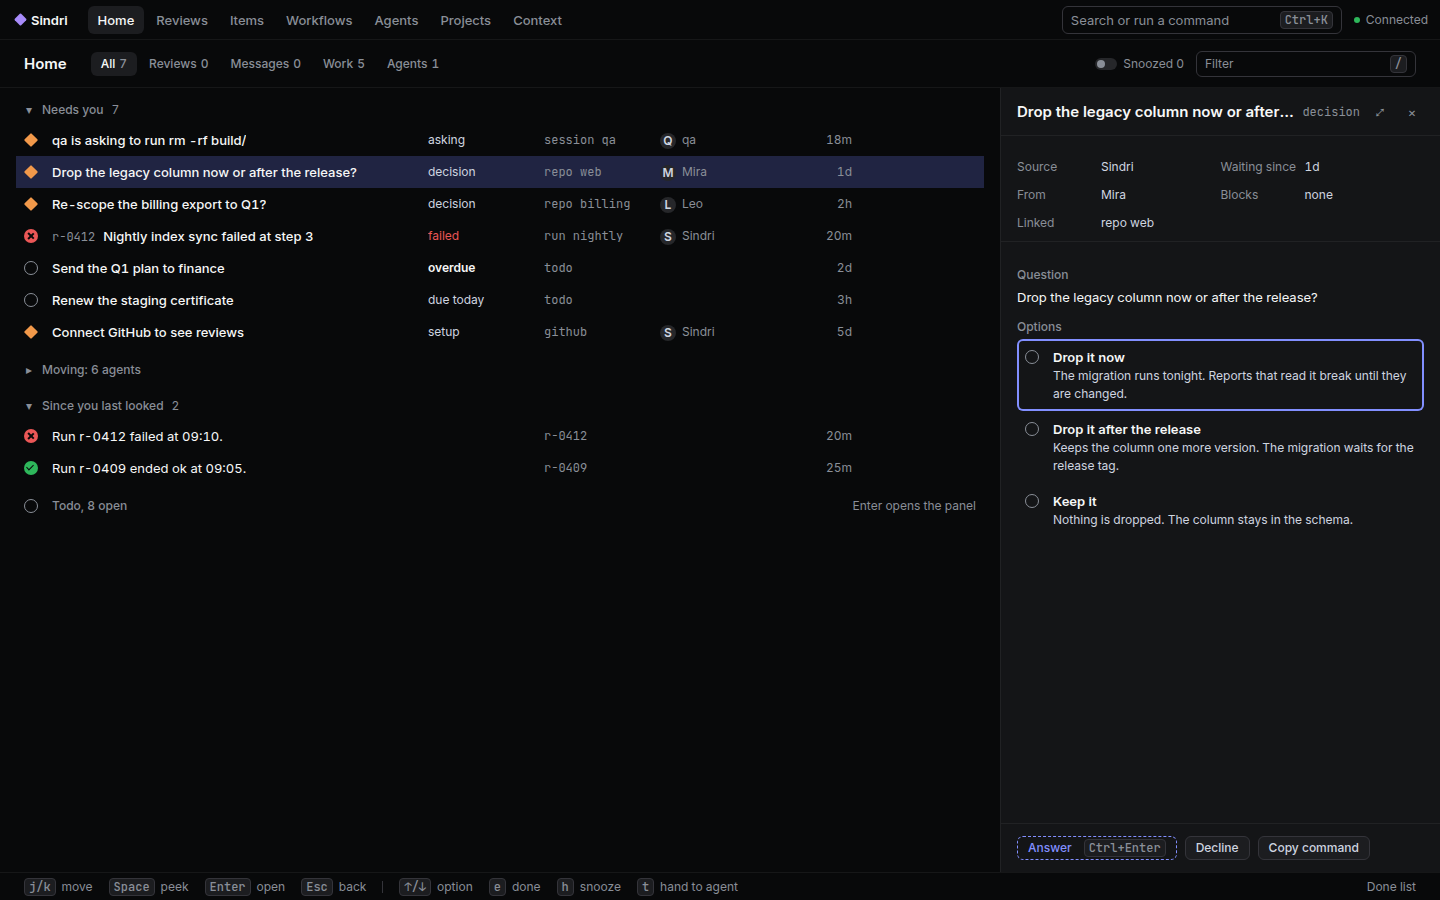 Sindri Home Reviews Items Workflows Agents Projects Context Search or run a command Ctrl+K Connected
Home All 7 Reviews 0 Messages 0 Work 5 Agents 1 Snoozed 0 Filter /
▾ Needs you 7
qa is asking to run rm -rf build/ asking session qa Q qa 18m
Drop the legacy column now or after the release? decision repo web M Mira 1d
Re-scope the billing export to Q1? decision repo billing L Leo 2h
r-0412 Nightly index sync failed at step 3 failed run nightly S Sindri 20m
Send the Q1 plan to finance overdue todo 2d
Renew the staging certificate due today todo 3h
Connect GitHub to see reviews setup github S Sindri 5d
▸ Moving: 6 agents
▾ Since you last looked 2
Run r-0412 failed at 09:10. r-0412 20m
Run r-0409 ended ok at 09:05. r-0409 25m
Todo, 8 open Enter opens the panel
Drop the legacy column now or after… decision ⤢ ×
Source Sindri Waiting since 1d
From Mira Blocks none
Linked repo web
Question
Drop the legacy column now or after the release?
Options
Drop it now
The migration runs tonight. Reports that read it break until they
are changed.
Drop it after the release
Keeps the column one more version. The migration waits for the
release tag.
Keep it
Nothing is dropped. The column stays in the schema.
Answer Ctrl+Enter Decline Copy command
j/k move Space peek Enter open Esc back ↑/↓ option e done h snooze t hand to agent Done list